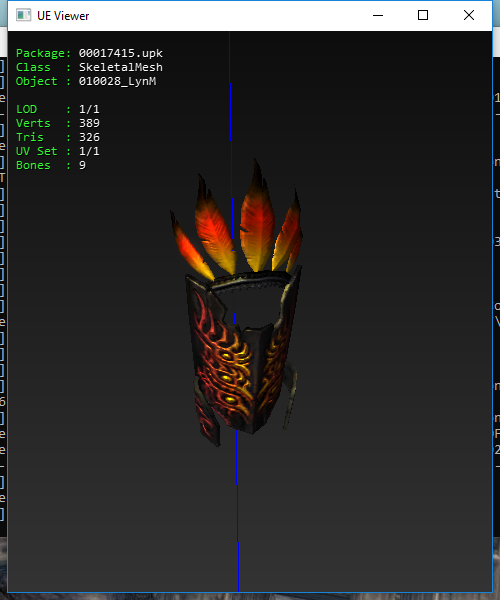 UE Viewer
Package: 00017415.upk
Class : SkeletalMesh
Object : 010028_LynM
LOD : 1/1
Verts : 389
Tris : 326
UV Set : 1/1
Bones : 9